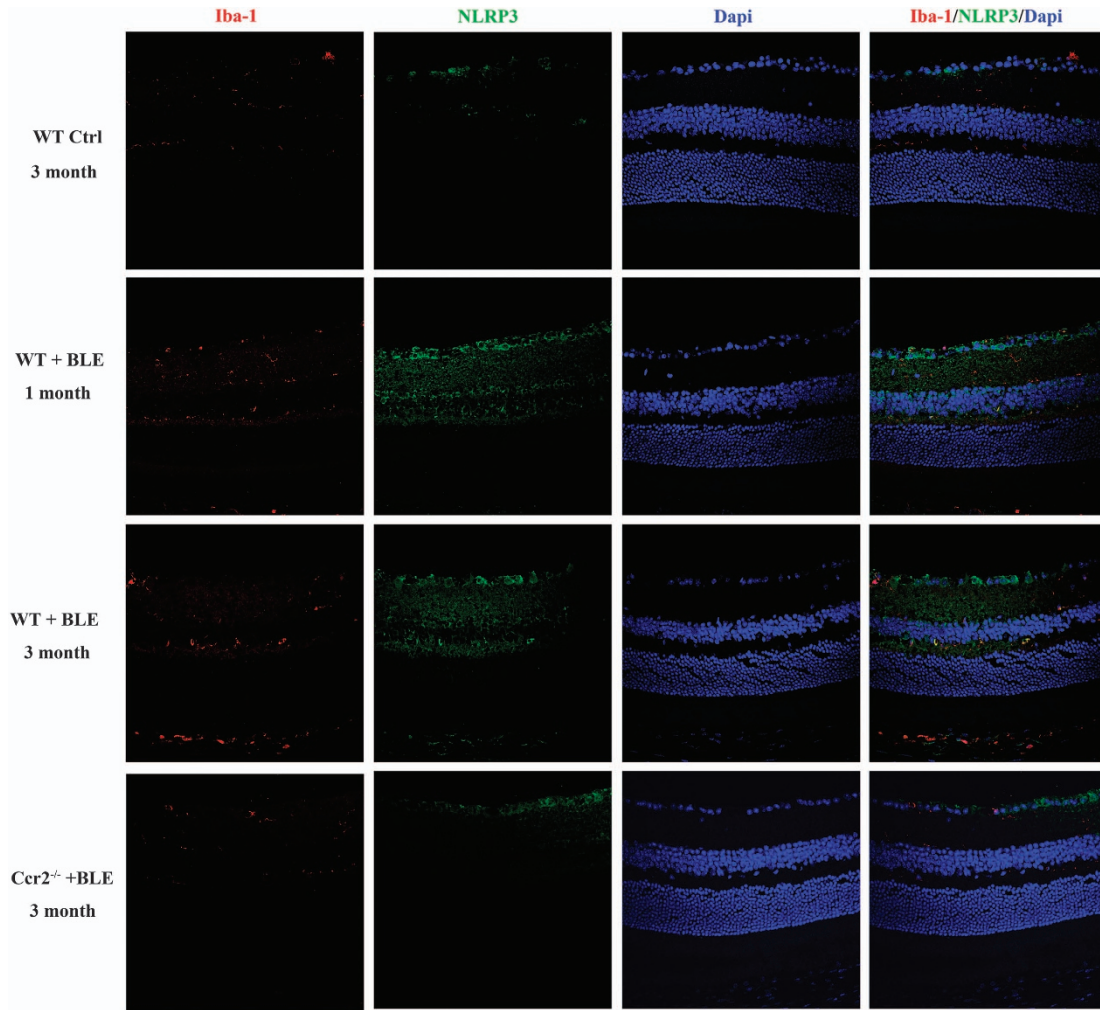 Iba-1
NLRP3
Dapi
Iba-1/NLRP3/Dapi
WT Ctrl
3 month
WT + BLE
1 month
WT + BLE
3 month
Ccr2-/- +BLE
3 month